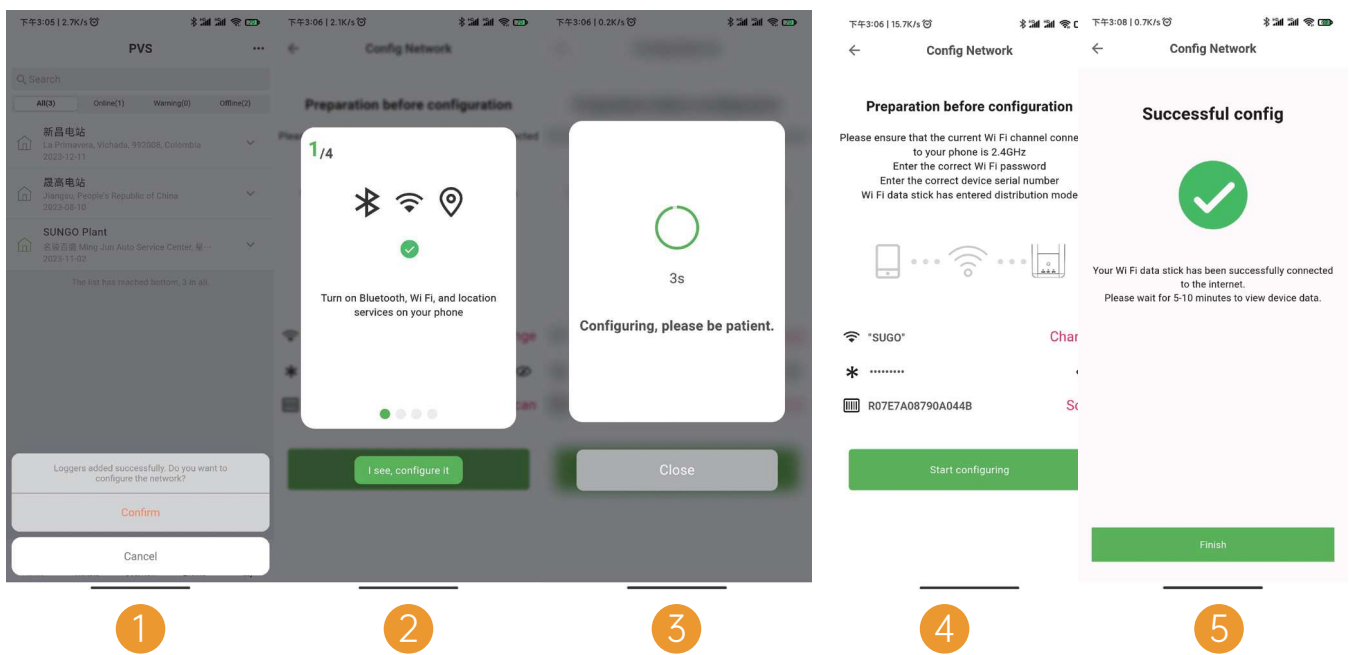 下午3:05 | 2.7K/s
PVS
Search
All(3) Online(1) Warning(0) Offline(2)
新昌电站
La Primavera, Vishada, 992008, Colombia
2023-12-11
晟高电站
Jiangsu, People's Republic of China
2023-08-10
SUNGO Plant
Ming Jun Auto Service Center,
2023-11-02
The list has reached bottom, 3 in all.
Loggers added successfully. Do you want to
configure the network?
Confirm
Cancel
1
下午3:06 | 2.1K/s
Config Network
Preparation before configuration
1/4
Turn on Bluetooth, Wi Fi, and location
services on your phone
I see, configure it
2
下午3:06 | 0.2K/s
3s
Configuring, please be patient.
Close
3
下午3:06 | 15.7K/s
Config Network
Preparation before configuration
Please ensure that the current Wi Fi channel conne
to your phone is 2.4GHz
Enter the correct Wi Fi password
Enter the correct device serial number
Wi Fi data stick has entered distribution mode
"SUGO" Chan
•••••••••
R07E7A08790A044B Sc
Start configuring
4
下午3:08 | 0.7K/s
Config Network
Successful config
Your Wi Fi data stick has been successfully connected
to the internet.
Please wait for 5-10 minutes to view device data.
Finish
5